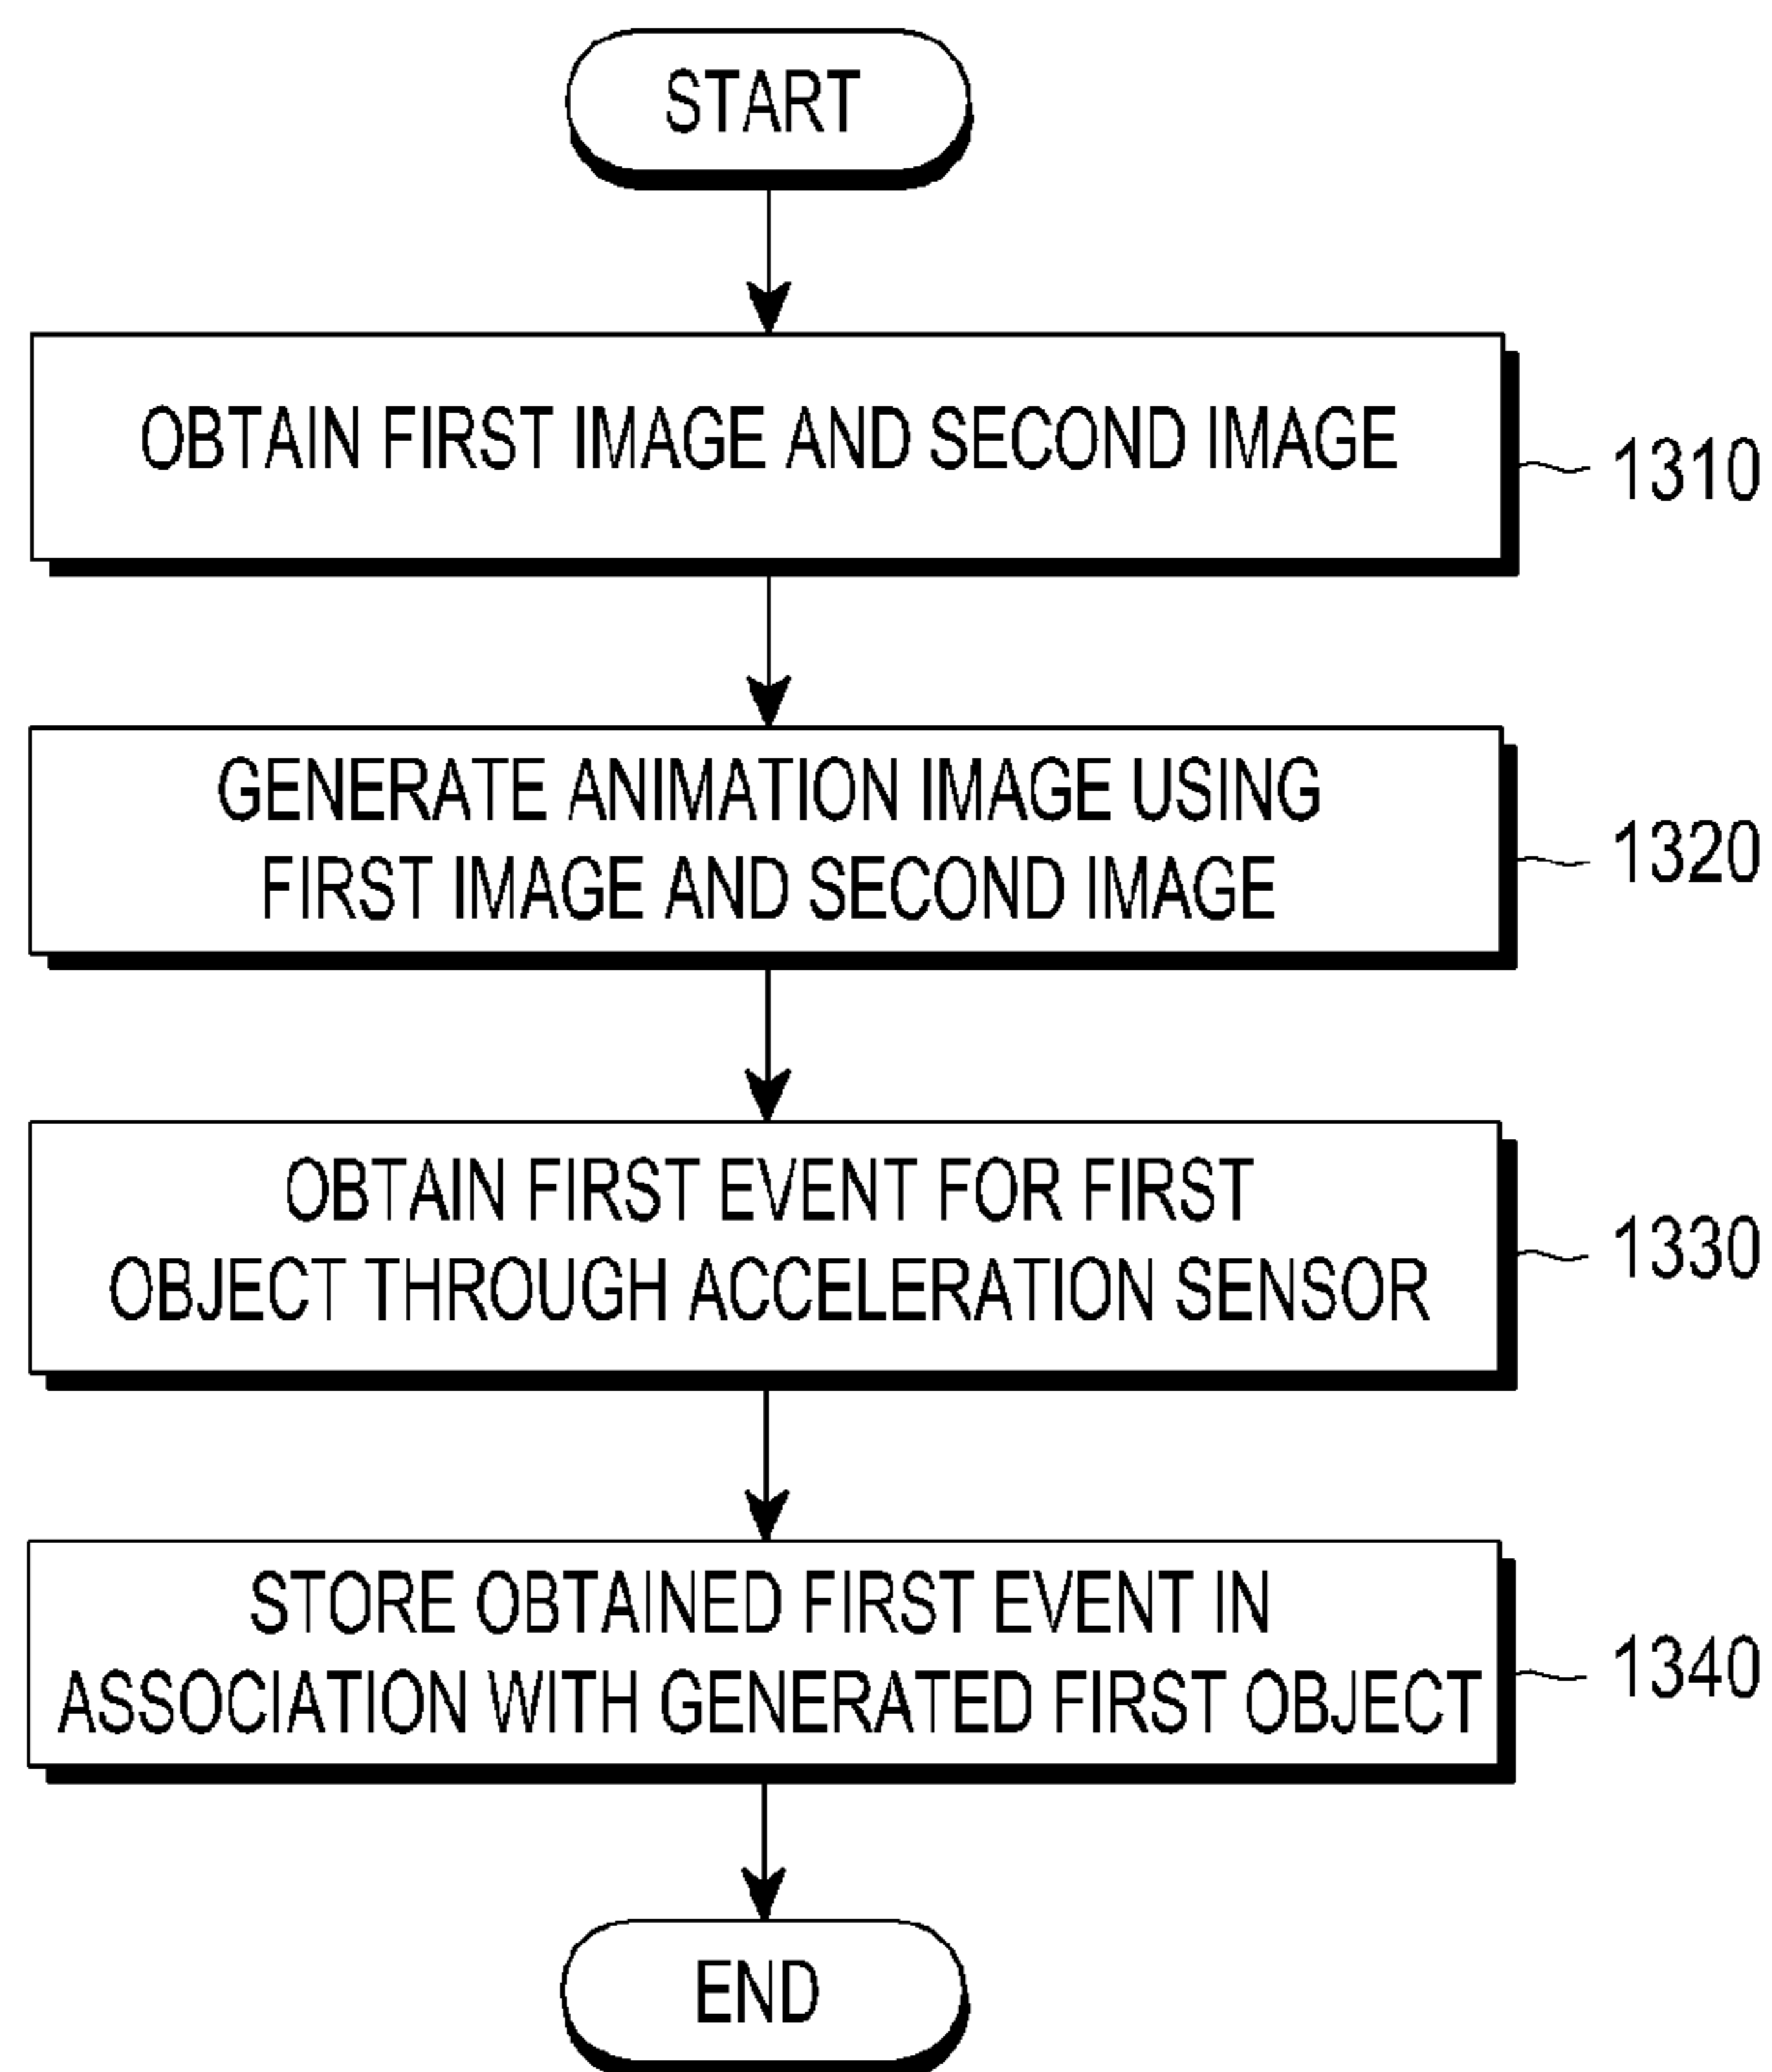 START
OBTAIN FIRST IMAGE AND SECOND IMAGE
1310
GENERATE ANIMATION IMAGE USING
FIRST IMAGE AND SECOND IMAGE
1320
OBTAIN FIRST EVENT FOR FIRST
OBJECT THROUGH ACCELERATION SENSOR
1330
STORE OBTAINED FIRST EVENT IN
ASSOCIATION WITH GENERATED FIRST OBJECT
1340
END